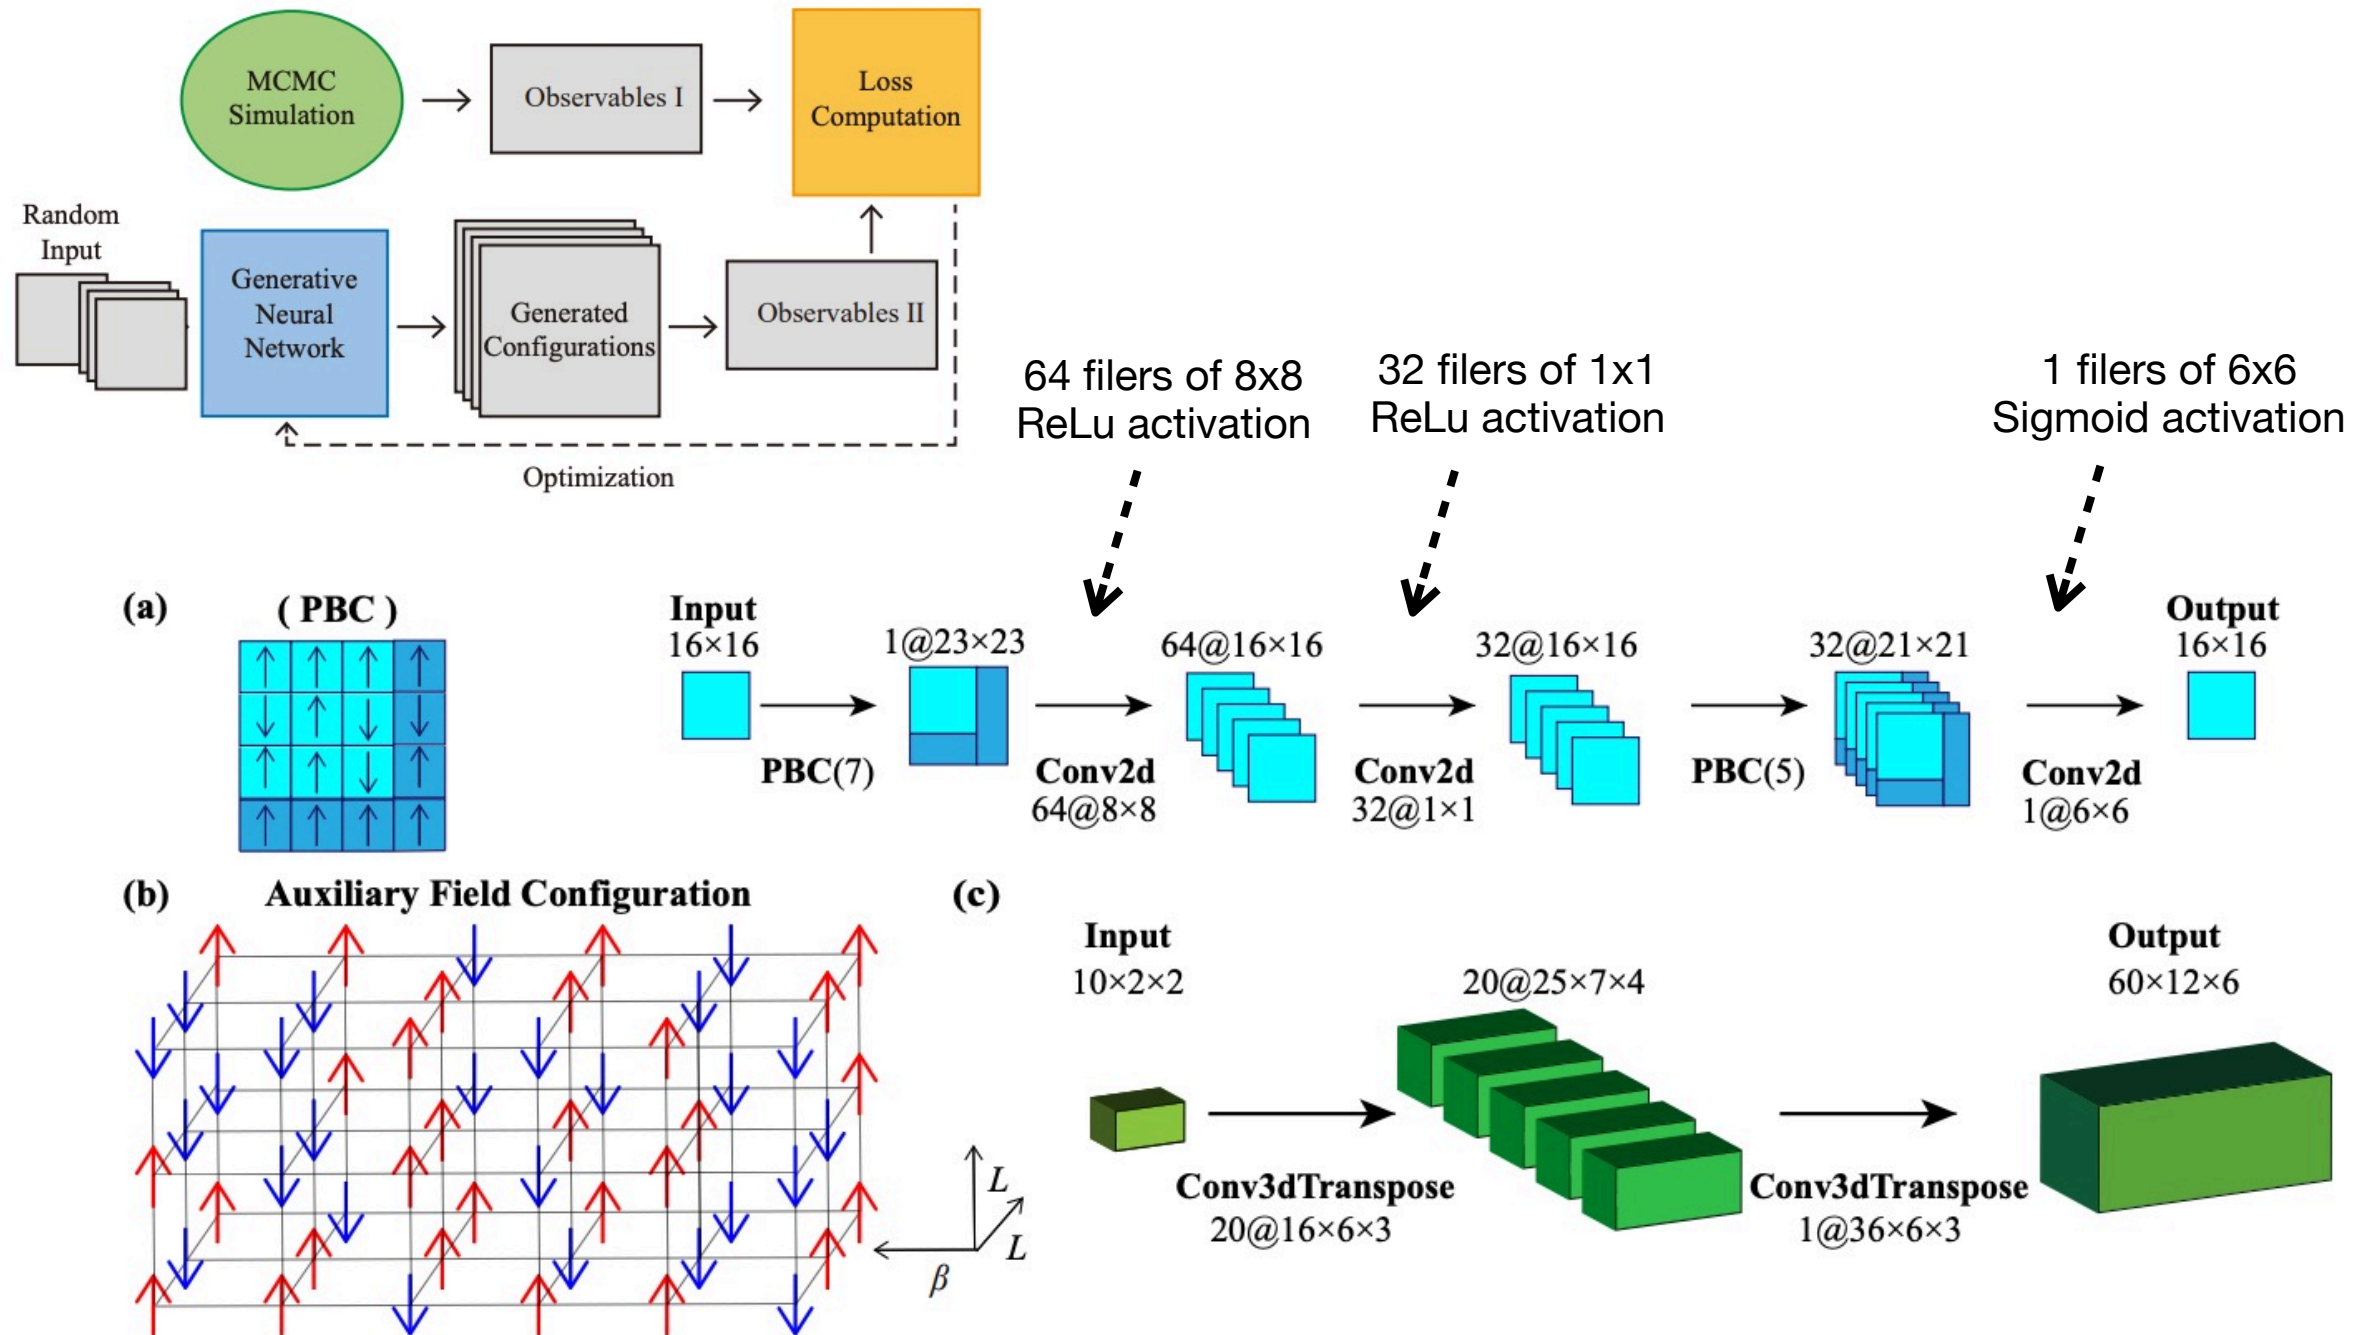 MCMC
Simulation
Observables I
Loss
Computation
Random
Input
Generative
Neural
Network
Generated
Configurations
Observables II
Optimization
64 filers of 8x8
ReLu activation
32 filers of 1x1
ReLu activation
1 filers of 6x6
Sigmoid activation
(a)
( PBC )
Input
16×16
PBC(7)
1@23×23
Conv2d
64@8×8
64@16×16
Conv2d
32@1×1
32@16×16
PBC(5)
32@21×21
Conv2d
1@6×6
Output
16×16
(b)
Auxiliary Field Configuration
L
L
β
(c)
Input
10×2×2
Conv3dTranspose
20@16×6×3
20@25×7×4
Conv3dTranspose
1@36×6×3
Output
60×12×6